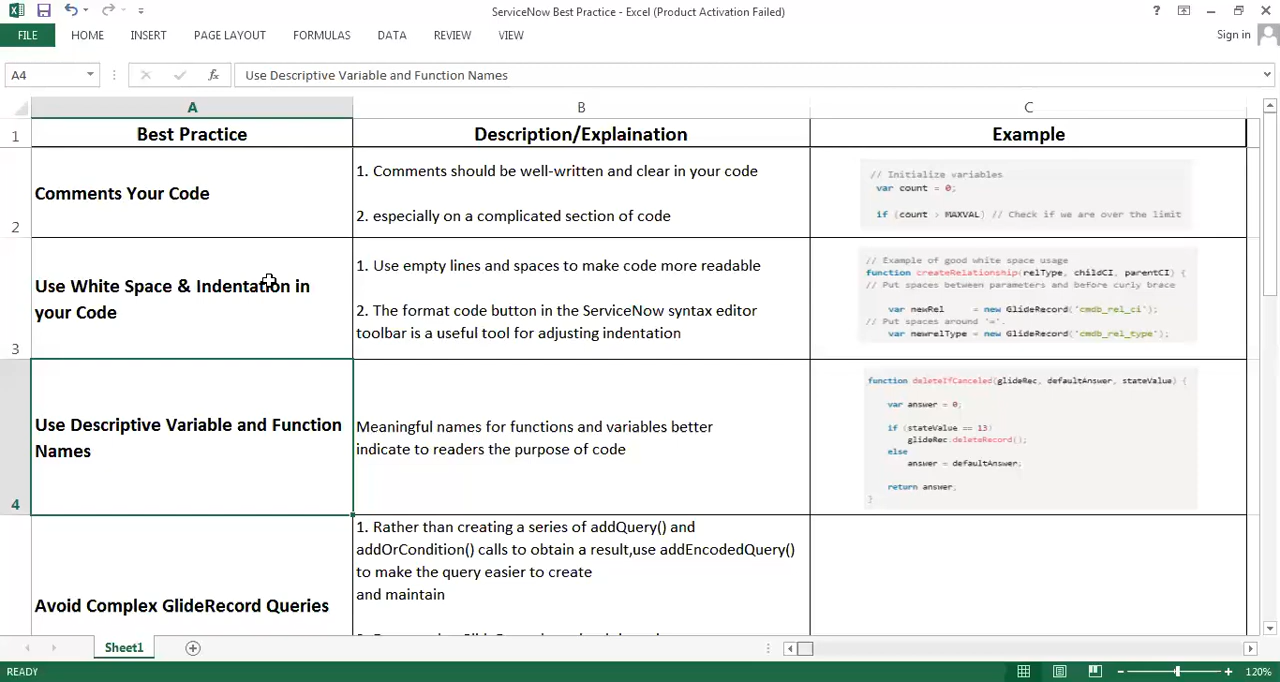 ServiceNow Best Practice - Excel (Product Activation Failed)
?
FILE HOME INSERT PAGE LAYOUT FORMULAS DATA REVIEW VIEW Sign in
A4 fx Use Descriptive Variable and Function Names
A B C
1 Best Practice Description/Explaination Example
Comments Your Code
1. Comments should be well-written and clear in your code
2. especially on a complicated section of code
// Initialize variables
var count = 0;
if (count > MAXVAL) // Check if we are over the limit
2
Use White Space & Indentation in
your Code
1. Use empty lines and spaces to make code more readable
2. The format code button in the ServiceNow syntax editor
toolbar is a useful tool for adjusting indentation
// Example of good white space usage
function createRelationship(relType, childCI, parentCI) {
// Put spaces between parameters and before curly brace
var newRel = new GlideRecord('cmdb_rel_ci');
// Put spaces around '='.
var newrelType = new GlideRecord('cmdb_rel_type');
3
Use Descriptive Variable and Function
Names
Meaningful names for functions and variables better
indicate to readers the purpose of code
function deleteIfCanceled(glideRec, defaultAnswer, stateValue) {
var answer = 0;
if (stateValue == 13)
glideRec.deleteRecord();
else
answer = defaultAnswer;
return answer;
}
4
Avoid Complex GlideRecord Queries
1. Rather than creating a series of addQuery() and
addOrCondition() calls to obtain a result,use addEncodedQuery()
to make the query easier to create
and maintain
Sheet1
READY 120%